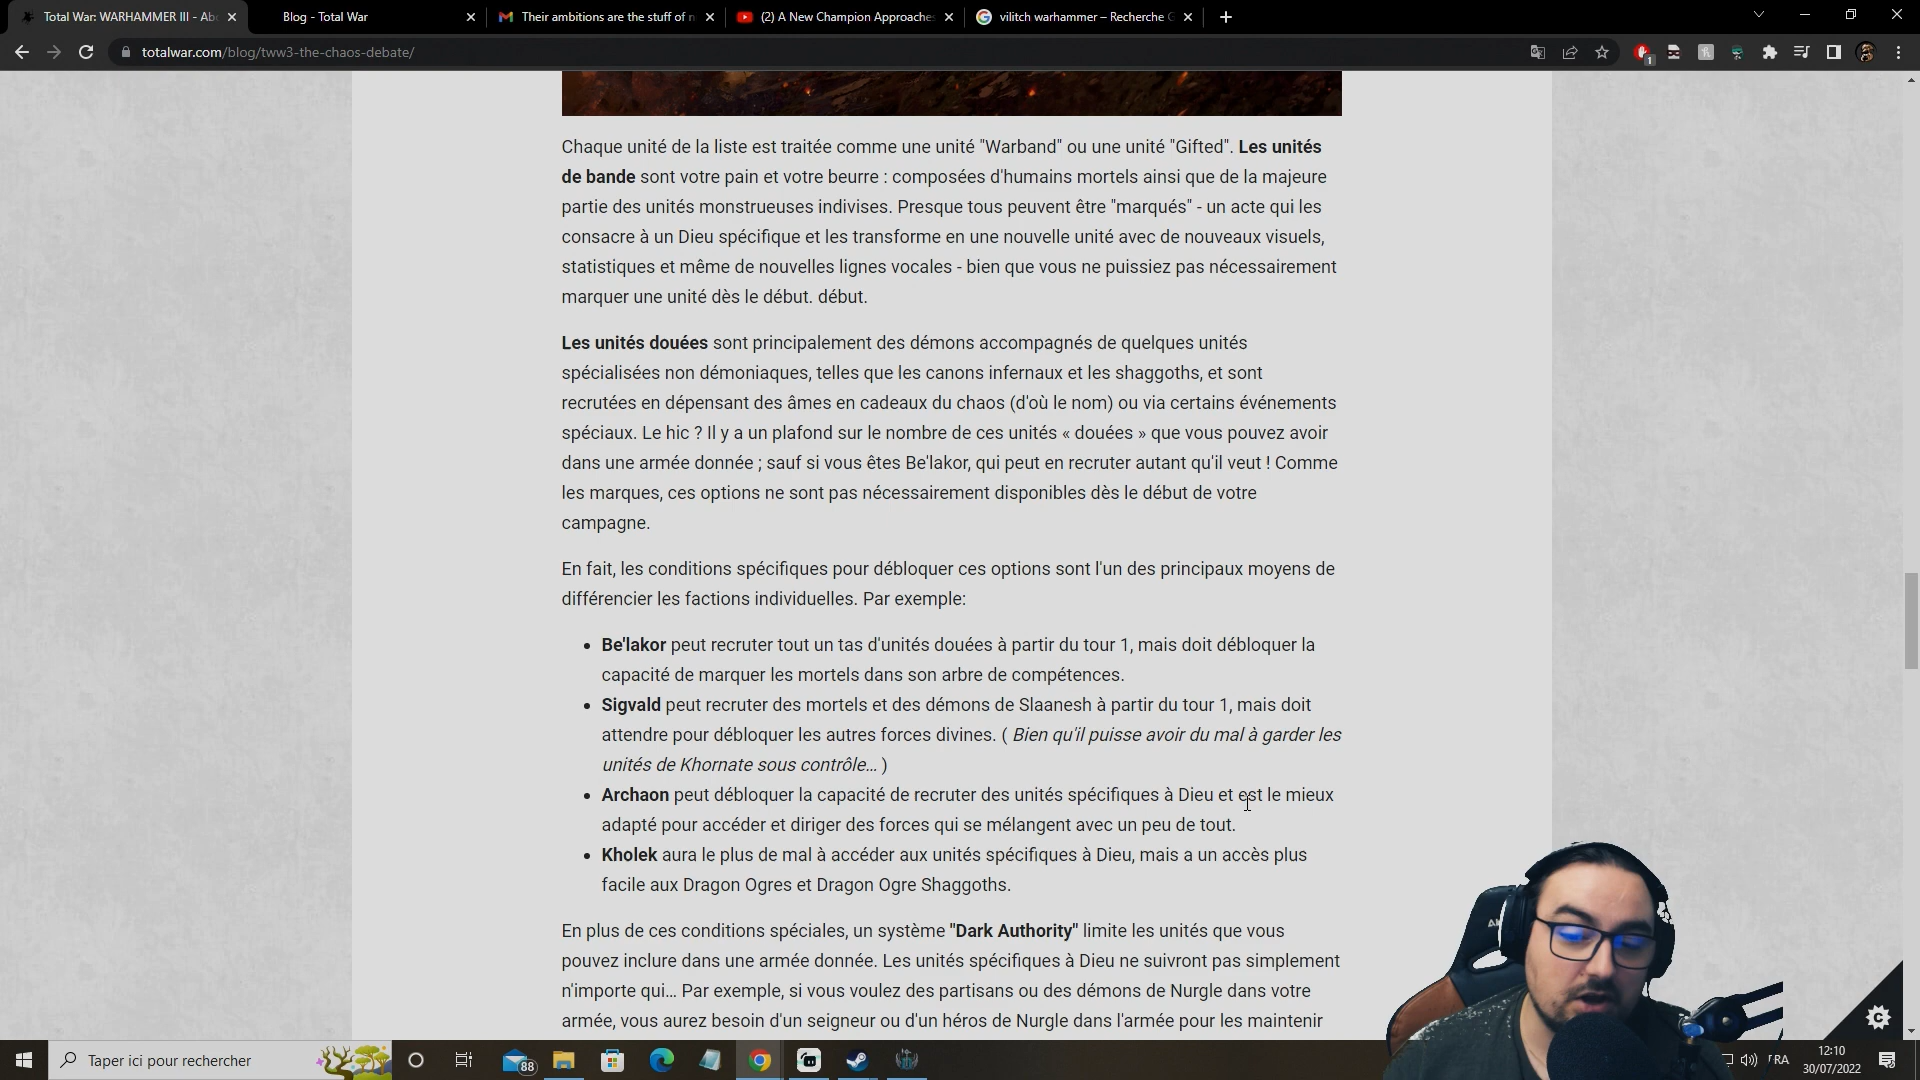 Total War: WARHAMMER III - Abo
Blog - Total War
Their ambitions are the stuff of n
(2) A New Champion Approaches
vilitch warhammer – Recherche G
totalwar.com/blog/tww3-the-chaos-debate/
1
Chaque unité de la liste est traitée comme une unité "Warband" ou une unité "Gifted". Les unités
de bande sont votre pain et votre beurre : composées d'humains mortels ainsi que de la majeure
partie des unités monstrueuses indivises. Presque tous peuvent être "marqués" - un acte qui les
consacre à un Dieu spécifique et les transforme en une nouvelle unité avec de nouveaux visuels,
statistiques et même de nouvelles lignes vocales - bien que vous ne puissiez pas nécessairement
marquer une unité dès le début. début.
Les unités douées sont principalement des démons accompagnés de quelques unités
spécialisées non démoniaques, telles que les canons infernaux et les shaggoths, et sont
recrutées en dépensant des âmes en cadeaux du chaos (d'où le nom) ou via certains événements
spéciaux. Le hic ? Il y a un plafond sur le nombre de ces unités « douées » que vous pouvez avoir
dans une armée donnée ; sauf si vous êtes Be'lakor, qui peut en recruter autant qu'il veut ! Comme
les marques, ces options ne sont pas nécessairement disponibles dès le début de votre
campagne.
En fait, les conditions spécifiques pour débloquer ces options sont l'un des principaux moyens de
différencier les factions individuelles. Par exemple:
• Be'lakor peut recruter tout un tas d'unités douées à partir du tour 1, mais doit débloquer la
capacité de marquer les mortels dans son arbre de compétences.
• Sigvald peut recruter des mortels et des démons de Slaanesh à partir du tour 1, mais doit
attendre pour débloquer les autres forces divines. ( Bien qu'il puisse avoir du mal à garder les
unités de Khornate sous contrôle… )
• Archaon peut débloquer la capacité de recruter des unités spécifiques à Dieu et est le mieux
adapté pour accéder et diriger des forces qui se mélangent avec un peu de tout.
• Kholek aura le plus de mal à accéder aux unités spécifiques à Dieu, mais a un accès plus
facile aux Dragon Ogres et Dragon Ogre Shaggoths.
En plus de ces conditions spéciales, un système "Dark Authority" limite les unités que vous
pouvez inclure dans une armée donnée. Les unités spécifiques à Dieu ne suivront pas simplement
n'importe qui… Par exemple, si vous voulez des partisans ou des démons de Nurgle dans votre
armée, vous aurez besoin d'un seigneur ou d'un héros de Nurgle dans l'armée pour les maintenir
Taper ici pour rechercher
88
12:10
30/07/2022